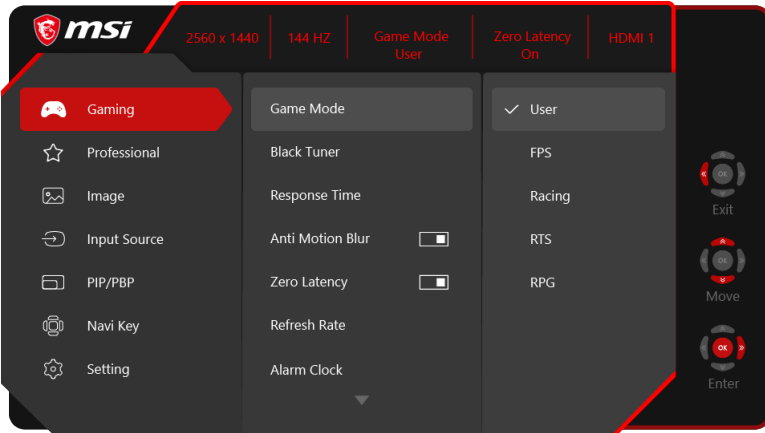 msi
2560 x 1440
144 HZ
Game Mode
User
Zero Latency
On
HDMI 1
Gaming
Professional
Image
Input Source
PIP/PBP
Navi Key
Setting
Game Mode
Black Tuner
Response Time
Anti Motion Blur
Zero Latency
Refresh Rate
Alarm Clock
User
FPS
Racing
RTS
RPG
OK
Exit
OK
Move
OK
Enter